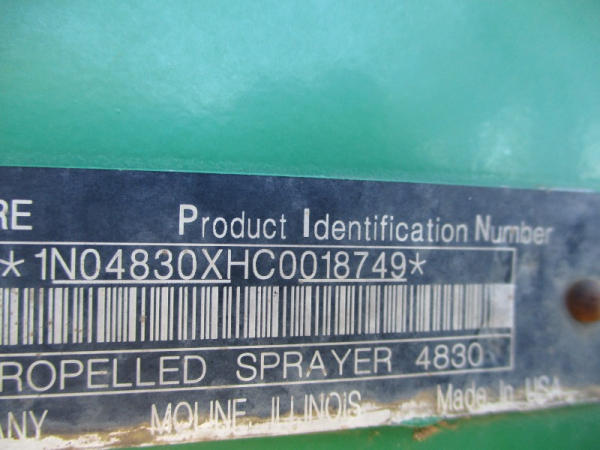 RE Product Identification Number
*1N04830XHC0018749*
ROPELLED SPRAYER 4830
ANY MOLINE, ILLINOIS Made In USA